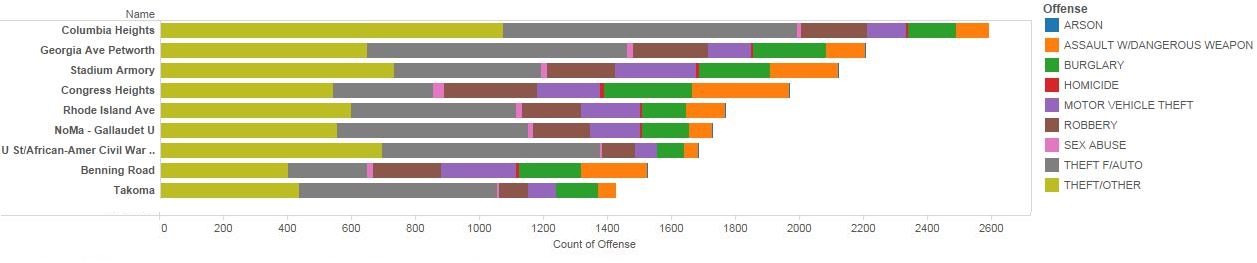 Name
Columbia Heights
Georgia Ave Petworth
Stadium Armory
Congress Heights
Rhode Island Ave
NoMa - Gallaudet U
U St/African-Amer Civil War ..
Benning Road
Takoma
0 200 400 600 800 1000 1200 1400 1600 1800 2000 2200 2400 2600
Count of Offense
Offense
ARSON
ASSAULT W/DANGEROUS WEAPON
BURGLARY
HOMICIDE
MOTOR VEHICLE THEFT
ROBBERY
SEX ABUSE
THEFT F/AUTO
THEFT/OTHER